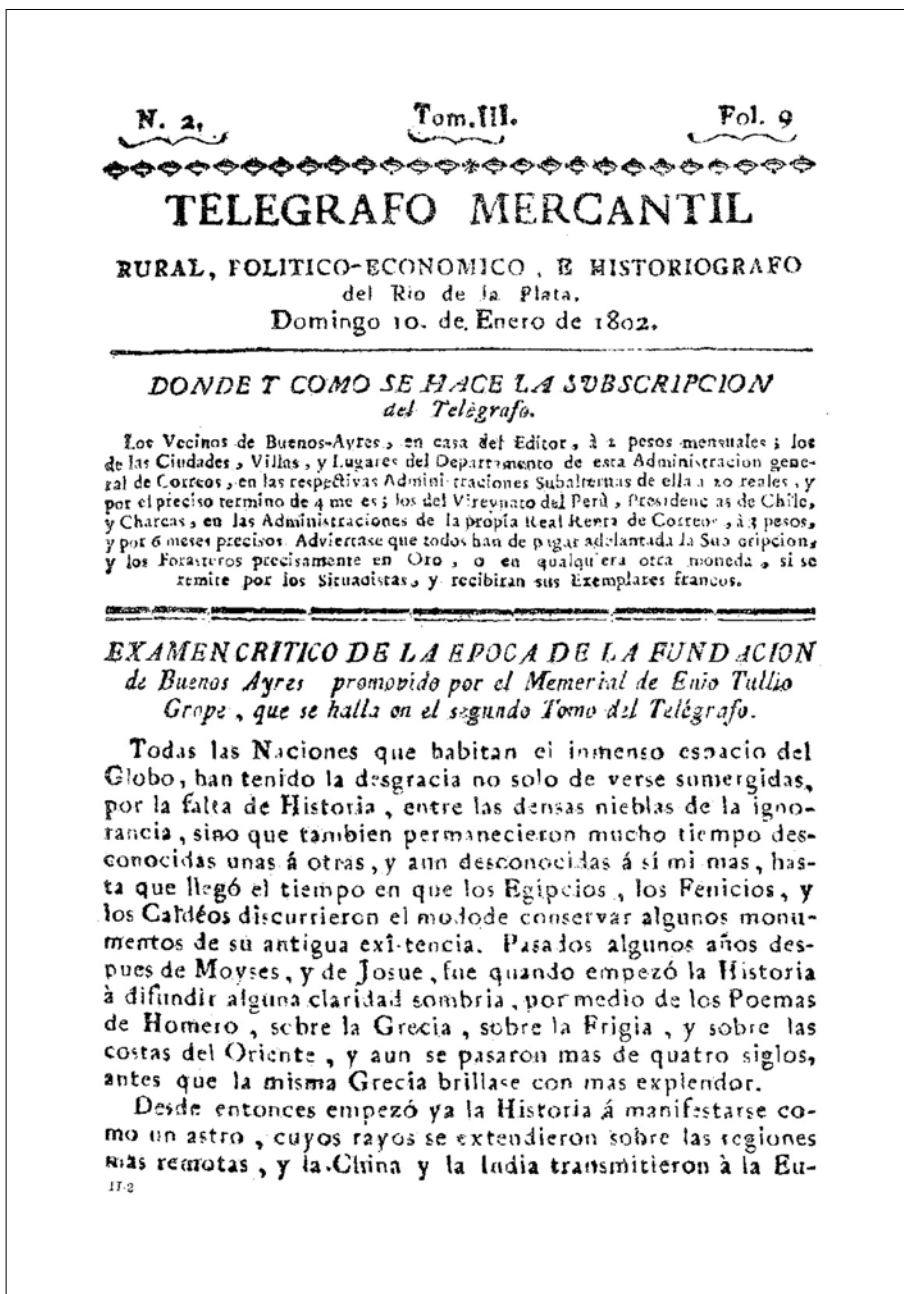 N. 2. Tom.III. Fol. 9
TELEGRAFO MERCANTIL
RURAL, POLITICO-ECONOMICO, E HISTORIOGRAFO
del Rio de la Plata.
Domingo 10. de Enero de 1802.
DONDE Y COMO SE HACE LA SUBSCRIPCION
del Telégrafo.
Los Vecinos de Buenos-Ayres, en casa del Editor, à 2 pesos mensuales; los
de las Ciudades, Villas, y Lugares del Departamento de esta Administracion gene-
ral de Correos, en las respectivas Admini traciones Subalternas de ella a 20 reales, y
por el preciso termino de 4 me es; los del Vireynato del Perù, Presidenc as de Chile,
y Charcas, en las Administraciones de la propia Real Renta de Correos, à 3 pesos,
y por 6 meses precisos. Adviertase que todos han de pagar adelantada la Sub cripcion,
y los Forasteros precisamente en Oro, o en qualquiera otra moneda, si se
remite por los Situadistas, y recibiran sus Exemplares francos.
EXAMEN CRITICO DE LA EPOCA DE LA FUNDACION
de Buenos Ayres promovido por el Memorial de Enio Tullio
Grope, que se halla en el segundo Tomo del Telégrafo.
Todas las Naciones que habitan el inmenso espacio del
Globo, han tenido la desgracia no solo de verse sumergidas,
por la falta de Historia, entre las densas nieblas de la igno-
rancia, sino que tambien permanecieron mucho tiempo des-
conocidas unas á otras, y aun desconocidas á sí mi mas, has-
ta que llegó el tiempo en que los Egipcios, los Fenicios, y
los Caldéos discurrieron el modo de conservar algunos monu-
mentos de su antigua exi-tencia. Pasados algunos años des-
pues de Moyses, y de Josue, fue quando empezó la Historia
à difundir alguna claridad sombria, por medio de los Poemas
de Homero, sobre la Grecia, sobre la Frigia, y sobre las
costas del Oriente, y aun se pasaron mas de quatro siglos,
antes que la misma Grecia brillase con mas explendor.
Desde entonces empezó ya la Historia á manifestarse co-
mo un astro, cuyos rayos se extendieron sobre las regiones
mas remotas, y la China y la India transmitieron à la Eu-
II-2